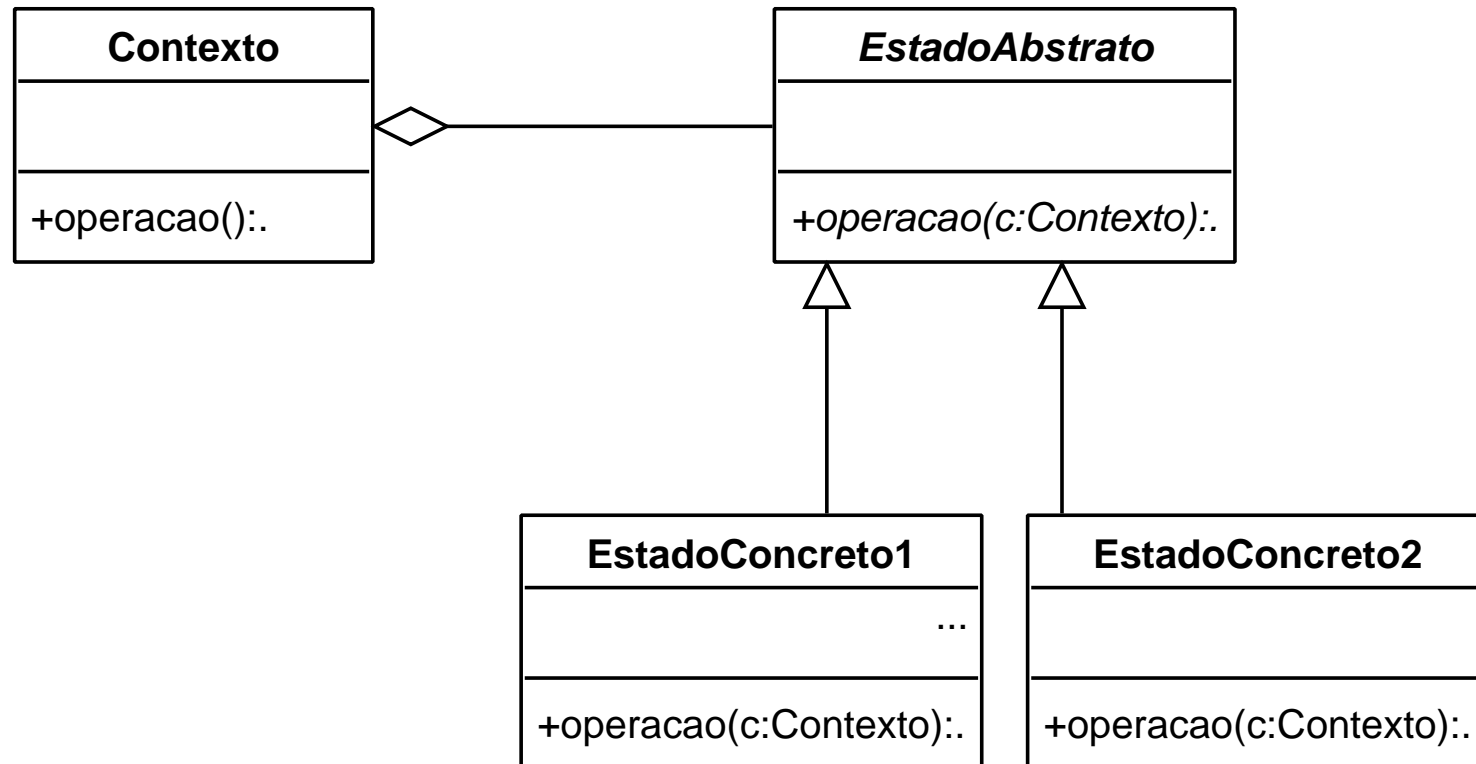 Contexto
+operacao():.
EstadoAbstrato
+operacao(c:Contexto):.
EstadoConcreto1
...
+operacao(c:Contexto):.
EstadoConcreto2
+operacao(c:Contexto):.